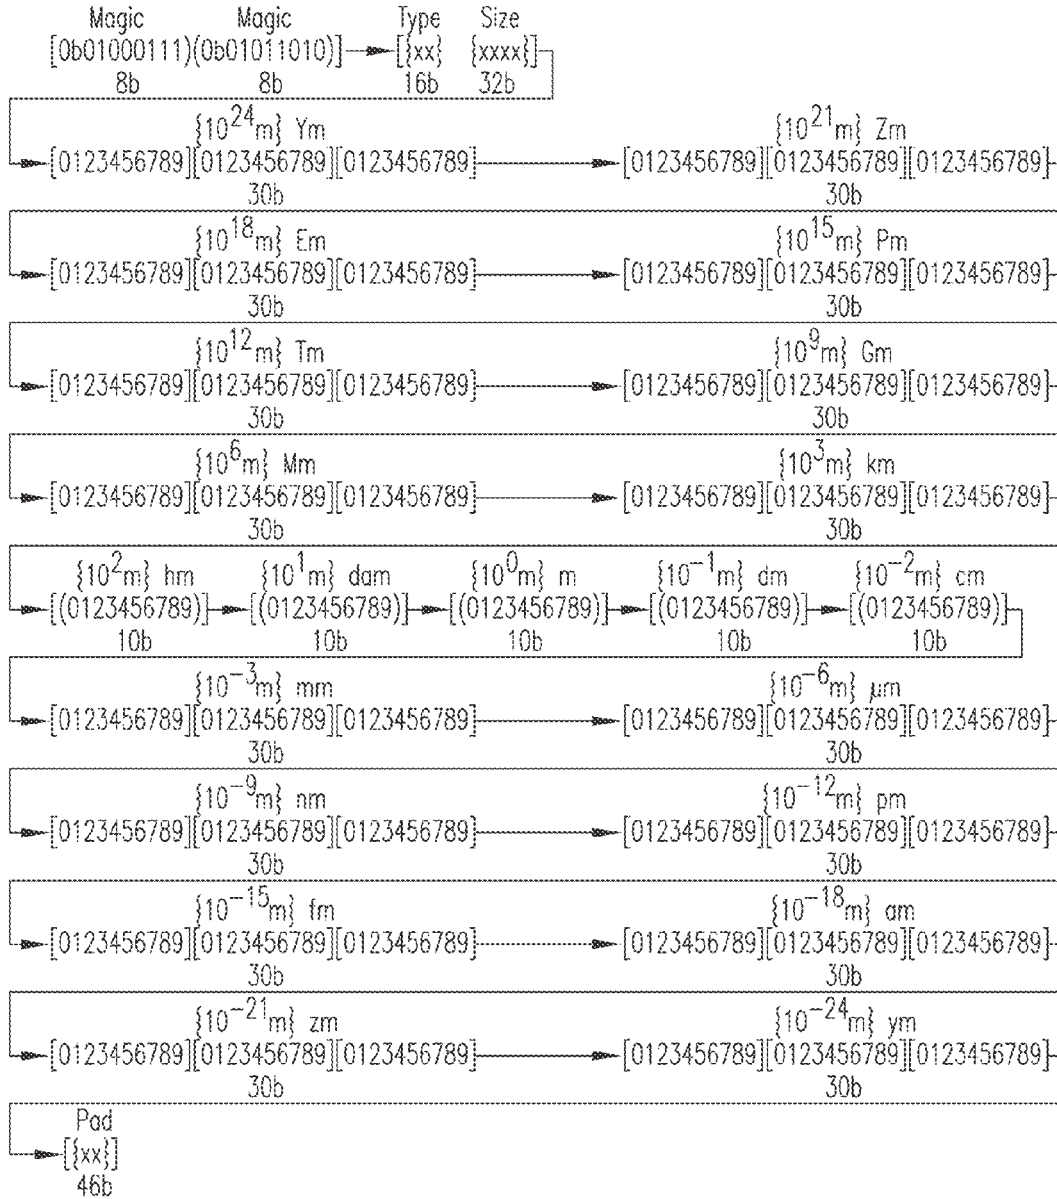 Magic Magic Type Size
[0b01000111)(0b01011010)] [{xx} {xxxx}]
8b 8b 16b 32b
{10^24m} Ym {10^21m} Zm
[0123456789][0123456789][0123456789] [0123456789][0123456789][0123456789]
30b 30b
{10^18m} Em {10^15m} Pm
[0123456789][0123456789][0123456789] [0123456789][0123456789][0123456789]
30b 30b
{10^12m} Tm {10^9m} Gm
[0123456789][0123456789][0123456789] [0123456789][0123456789][0123456789]
30b 30b
{10^6m} Mm {10^3m} km
[0123456789][0123456789][0123456789] [0123456789][0123456789][0123456789]
30b 30b
{10^2m} hm {10^1m} dam {10^0m} m {10^-1m} dm {10^-2m} cm
[(0123456789)] [(0123456789)] [(0123456789)] [(0123456789)] [(0123456789)]
10b 10b 10b 10b 10b
{10^-3m} mm {10^-6m} µm
[0123456789][0123456789][0123456789] [0123456789][0123456789][0123456789]
30b 30b
{10^-9m} nm {10^-12m} pm
[0123456789][0123456789][0123456789] [0123456789][0123456789][0123456789]
30b 30b
{10^-15m} fm {10^-18m} am
[0123456789][0123456789][0123456789] [0123456789][0123456789][0123456789]
30b 30b
{10^-21m} zm {10^-24m} ym
[0123456789][0123456789][0123456789] [0123456789][0123456789][0123456789]
30b 30b
Pad
[{xx}]
46b